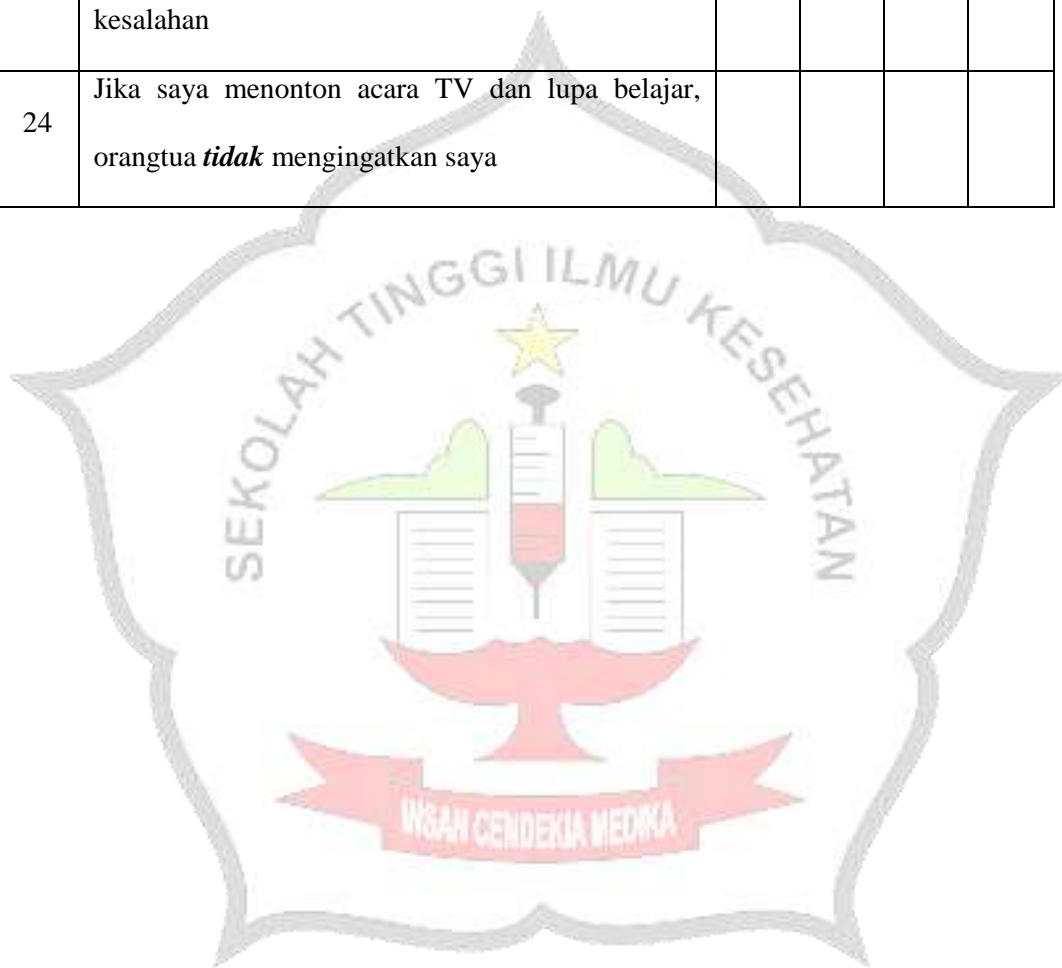 kesalahan
24
Jika saya menonton acara TV dan lupa belajar,
orangtua tidak mengingatkan saya
SEKOLAH TINGGI ILMU KESEHATAN
INSAN CENDEKIA MEDIKA